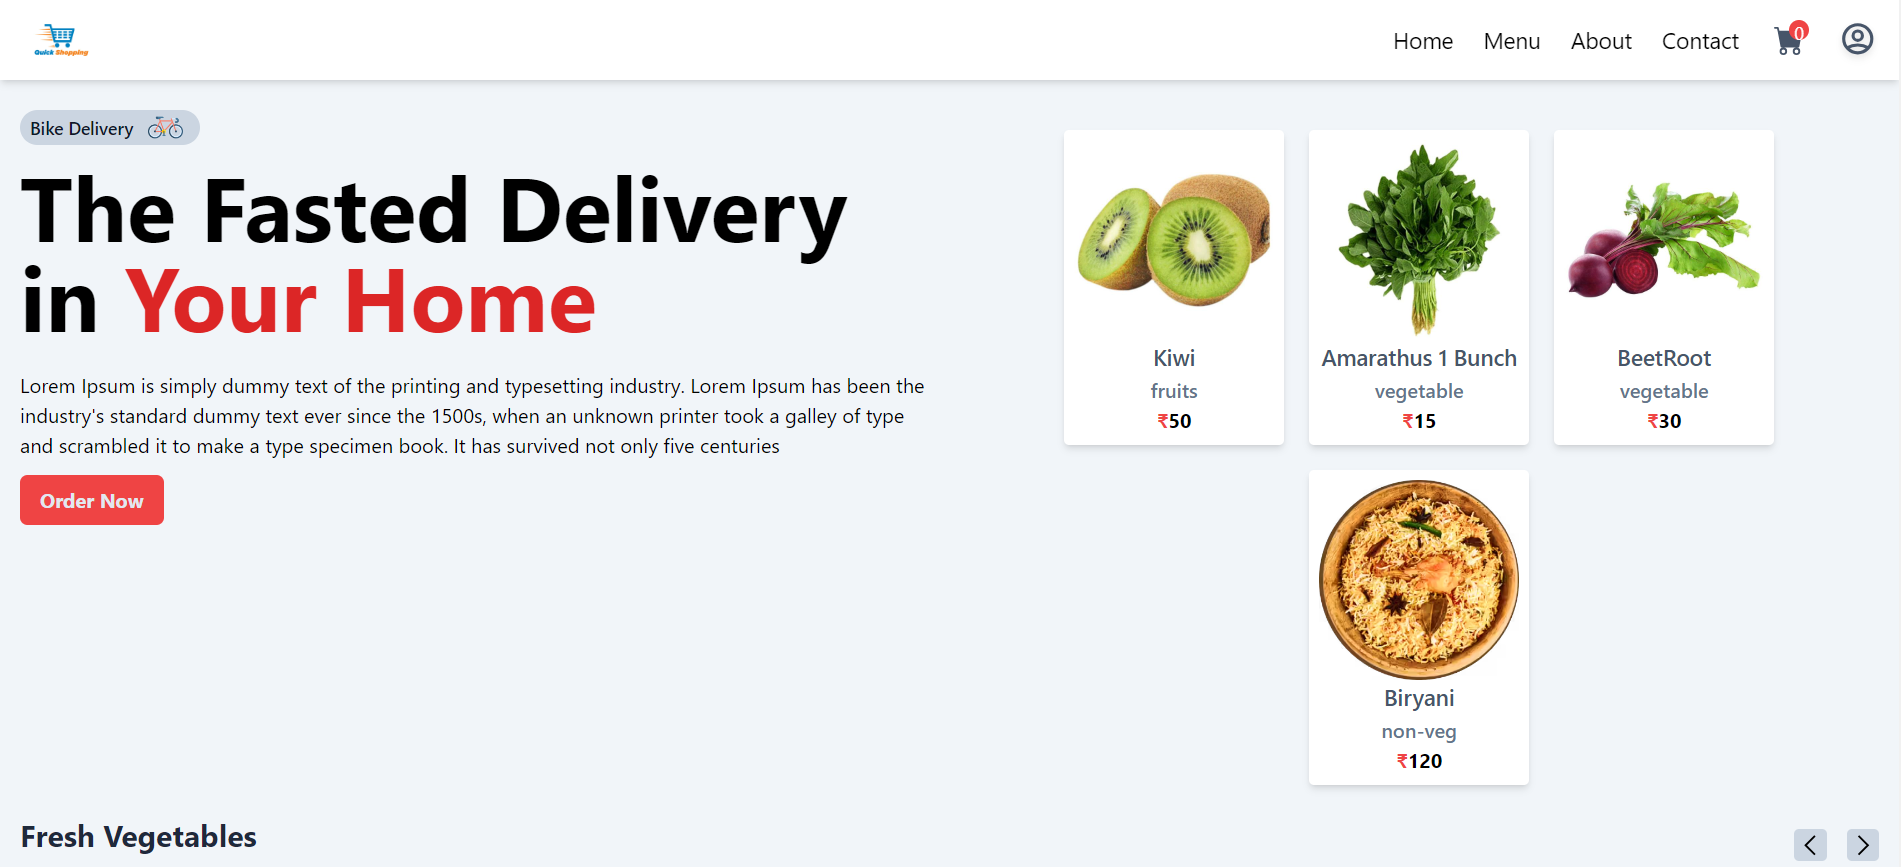 Quick Shopping
Home Menu About Contact 0
Bike Delivery
The Fasted Delivery
in Your Home
Lorem Ipsum is simply dummy text of the printing and typesetting industry. Lorem Ipsum has been the
industry's standard dummy text ever since the 1500s, when an unknown printer took a galley of type
and scrambled it to make a type specimen book. It has survived not only five centuries
Order Now
Kiwi
fruits
₹50
Amarathus 1 Bunch
vegetable
₹15
BeetRoot
vegetable
₹30
Biryani
non-veg
₹120
Fresh Vegetables